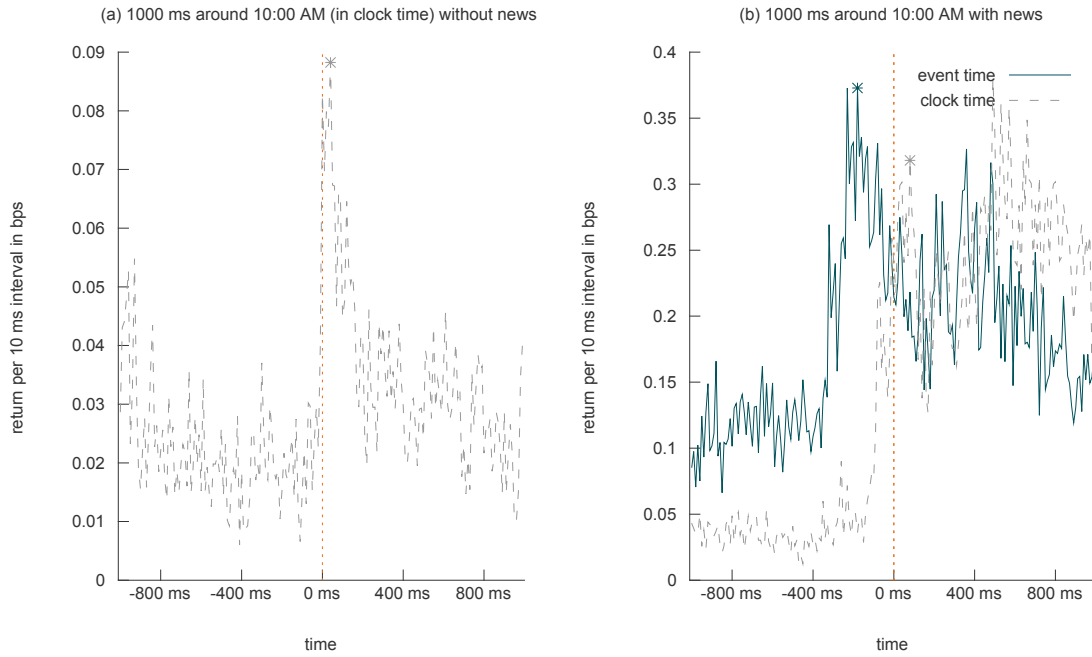 (a) 1000 ms around 10:00 AM (in clock time) without news
0.09
0.08
0.07
0.06
0.05
0.04
0.03
0.02
0.01
0
return per 10 ms interval in bps
-800 ms
-400 ms
0 ms
400 ms
800 ms
time
(b) 1000 ms around 10:00 AM with news
event time
clock time
0.4
0.35
0.3
0.25
0.2
0.15
0.1
0.05
0
return per 10 ms interval in bps
-800 ms
-400 ms
0 ms
400 ms
800 ms
time